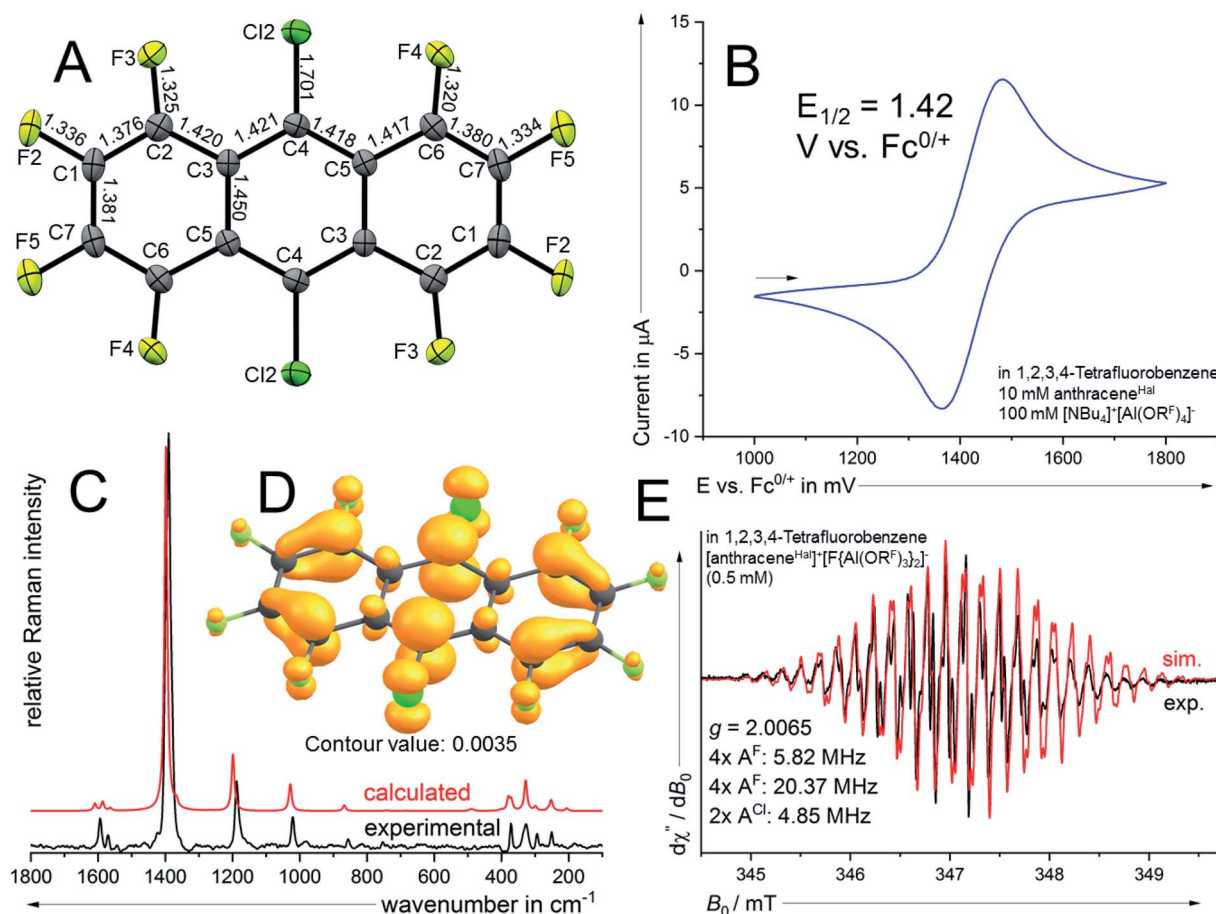 A
Cl2
F3
F4
1.701
1.325
1.320
1.336
1.376
1.420
1.421
1.418
1.417
1.380
1.334
F2
C2
C4
C6
F5
C1
C3
C5
C7
1.381
1.450
F5
C7
C5
C3
C1
F2
C6
C4
C2
F4
F3
Cl2
B
E1/2 = 1.42
V vs. Fc0/+
15
10
5
0
-5
-10
Current in μA
in 1,2,3,4-Tetrafluorobenzene
10 mM anthraceneHal
100 mM [NBu4]+[Al(ORF)4]-
1000 1200 1400 1600 1800
E vs. Fc0/+ in mV
C
relative Raman intensity
D
Contour value: 0.0035
calculated
experimental
1800 1600 1400 1200 1000 800 600 400 200
wavenumber in cm-1
E
in 1,2,3,4-Tetrafluorobenzene
[anthraceneHal]+[F{Al(ORF)3}2]-
(0.5 mM)
dχ'' / dB0
sim.
exp.
g = 2.0065
4x AF: 5.82 MHz
4x AF: 20.37 MHz
2x ACl: 4.85 MHz
345 346 347 348 349
B0 / mT